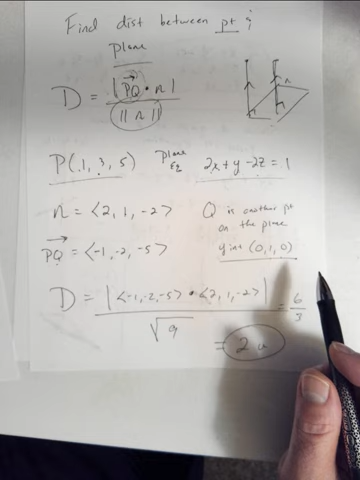 Find dist between pt &
plane
D = |PQ · n| / ||n||
n
P(1, 3, 5) plane Eq 2x + y - 2z = 1
n = <2, 1, -2> Q is another pt
on the plane
PQ = <-1, -2, -5> y int (0, 1, 0)
D = |<-1, -2, -5> · <2, 1, -2>| / √9 = 6/3
= 2 u